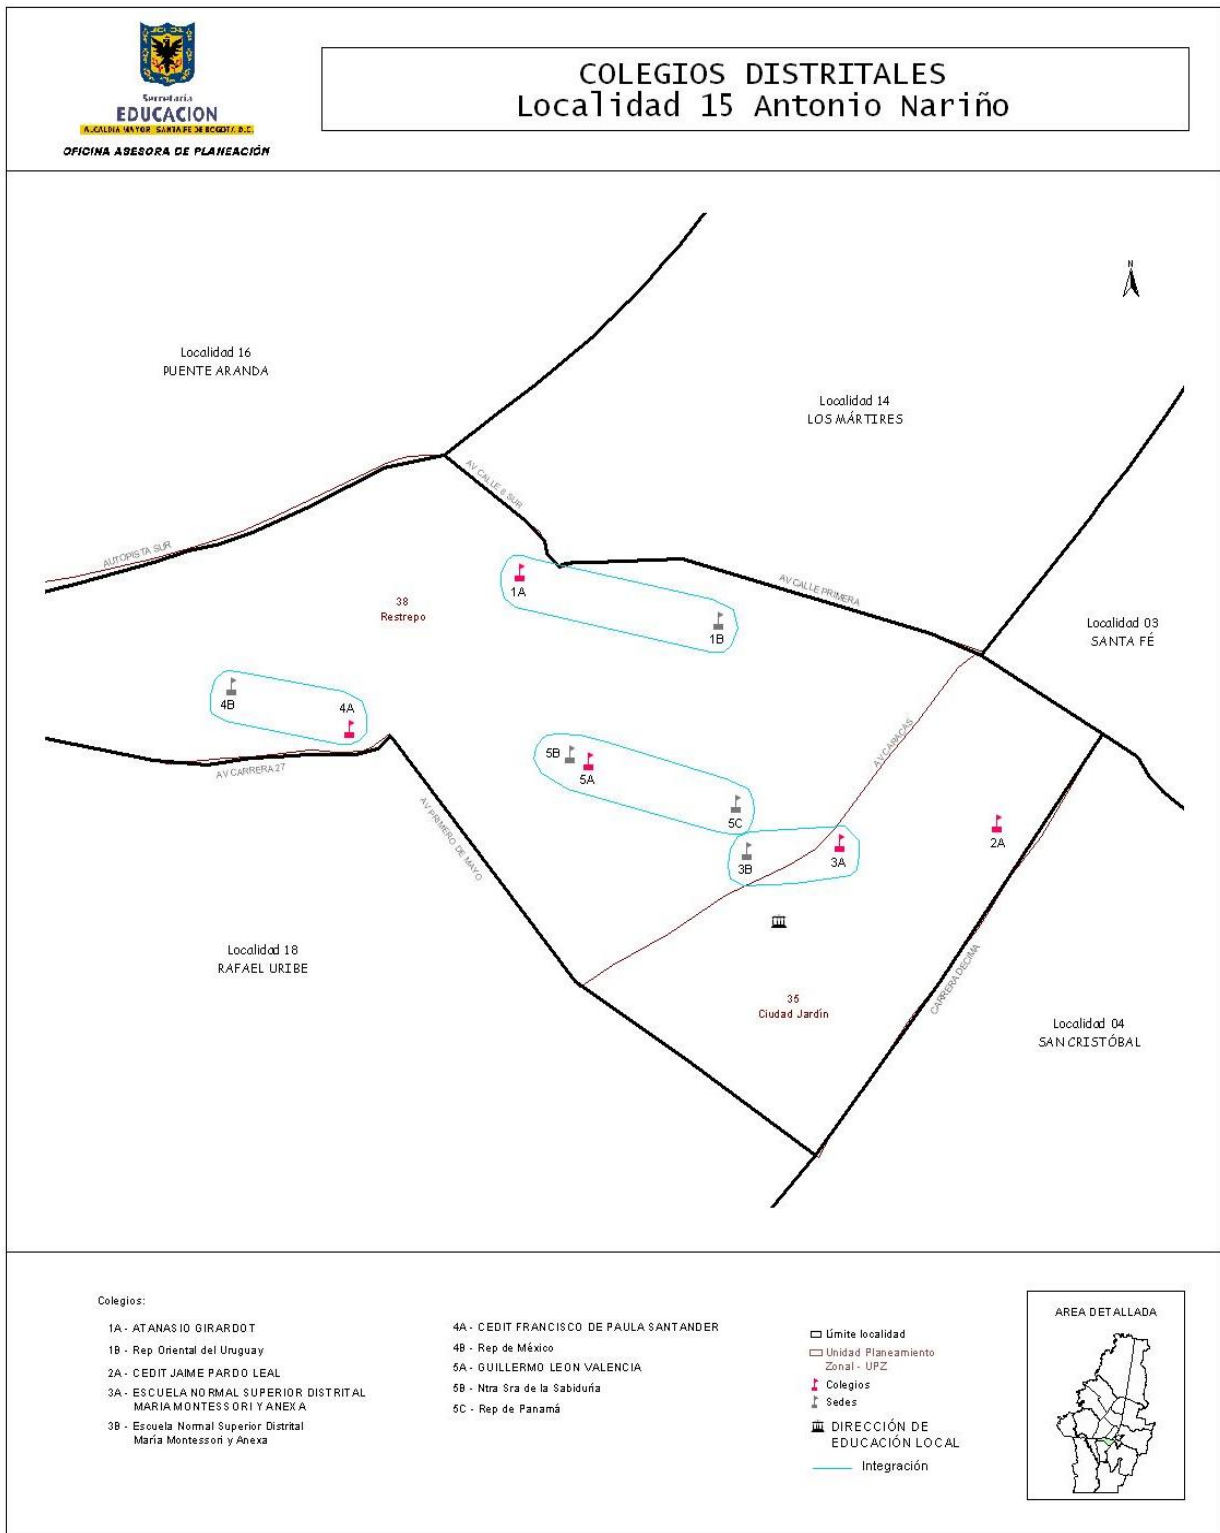 Secretaría
EDUCACION
ALCALDIA MAYOR SANTA FE DE BOGOTA D.C.
OFICINA ASESORA DE PLANEACIÓN
COLEGIOS DISTRITALES
Localidad 15 Antonio Nariño
N
Localidad 16
PUENTE ARANDA
Localidad 14
LOS MÁRTIRES
AV CALLE 8 SUR
AUTOPISTA SUR
AV CALLE PRIMERA
1A
38
Restrepo
1B
Localidad 03
SANTA FÉ
4B
4A
AV CARACAS
5B
5A
AV CARRERA 27
AV PRIMERO DE MAYO
5C
2A
3B
3A
Localidad 18
RAFAEL URIBE
CARRERA DECIMA
35
Ciudad Jardín
Localidad 04
SAN CRISTÓBAL
Colegios:
1A - ATANASIO GIRARDOT
1B - Rep Oriental del Uruguay
2A - CEDIT JAIME PARDO LEAL
3A - ESCUELA NORMAL SUPERIOR DISTRITAL
MARIA MONTESSORI Y ANEXA
3B - Escuela Normal Superior Distrital
María Montessori y Anexa
4A - CEDIT FRANCISCO DE PAULA SANTANDER
4B - Rep de México
5A - GUILLERMO LEON VALENCIA
5B - Ntra Sra de la Sabiduría
5C - Rep de Panamá
Límite localidad
Unidad Planeamiento
Zonal - UPZ
Colegios
Sedes
DIRECCIÓN DE
EDUCACIÓN LOCAL
Integración
AREA DETALLADA